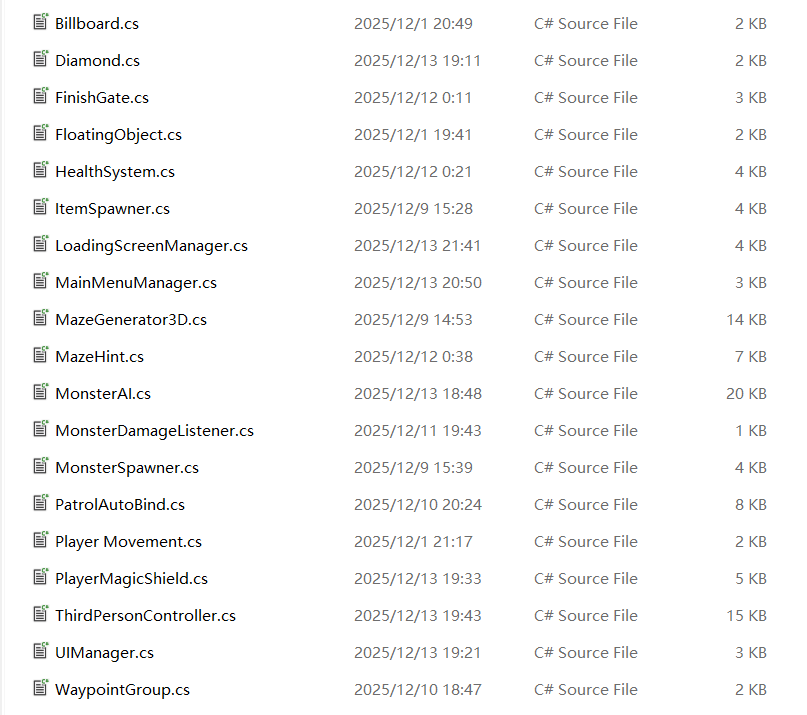 Billboard.cs 2025/12/1 20:49 C# Source File 2 KB
Diamond.cs 2025/12/13 19:11 C# Source File 2 KB
FinishGate.cs 2025/12/12 0:11 C# Source File 3 KB
FloatingObject.cs 2025/12/1 19:41 C# Source File 2 KB
HealthSystem.cs 2025/12/12 0:21 C# Source File 4 KB
ItemSpawner.cs 2025/12/9 15:28 C# Source File 4 KB
LoadingScreenManager.cs 2025/12/13 21:41 C# Source File 4 KB
MainMenuManager.cs 2025/12/13 20:50 C# Source File 3 KB
MazeGenerator3D.cs 2025/12/9 14:53 C# Source File 14 KB
MazeHint.cs 2025/12/12 0:38 C# Source File 7 KB
MonsterAI.cs 2025/12/13 18:48 C# Source File 20 KB
MonsterDamageListener.cs 2025/12/11 19:43 C# Source File 1 KB
MonsterSpawner.cs 2025/12/9 15:39 C# Source File 4 KB
PatrolAutoBind.cs 2025/12/10 20:24 C# Source File 8 KB
Player Movement.cs 2025/12/1 21:17 C# Source File 2 KB
PlayerMagicShield.cs 2025/12/13 19:33 C# Source File 5 KB
ThirdPersonController.cs 2025/12/13 19:43 C# Source File 15 KB
UIManager.cs 2025/12/13 19:21 C# Source File 3 KB
WaypointGroup.cs 2025/12/10 18:47 C# Source File 2 KB